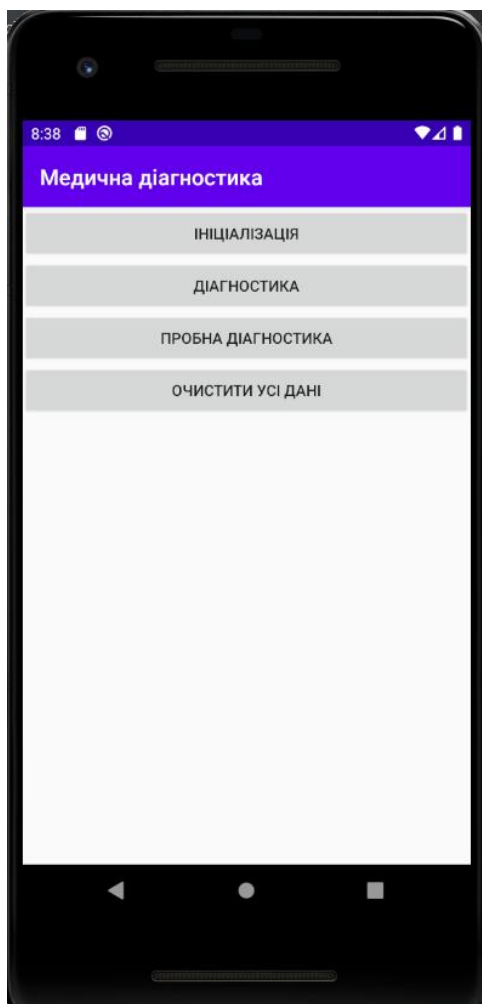 8:38
Медична діагностика
ІНІЦІАЛІЗАЦІЯ
ДІАГНОСТИКА
ПРОБНА ДІАГНОСТИКА
ОЧИСТИТИ УСІ ДАНІ